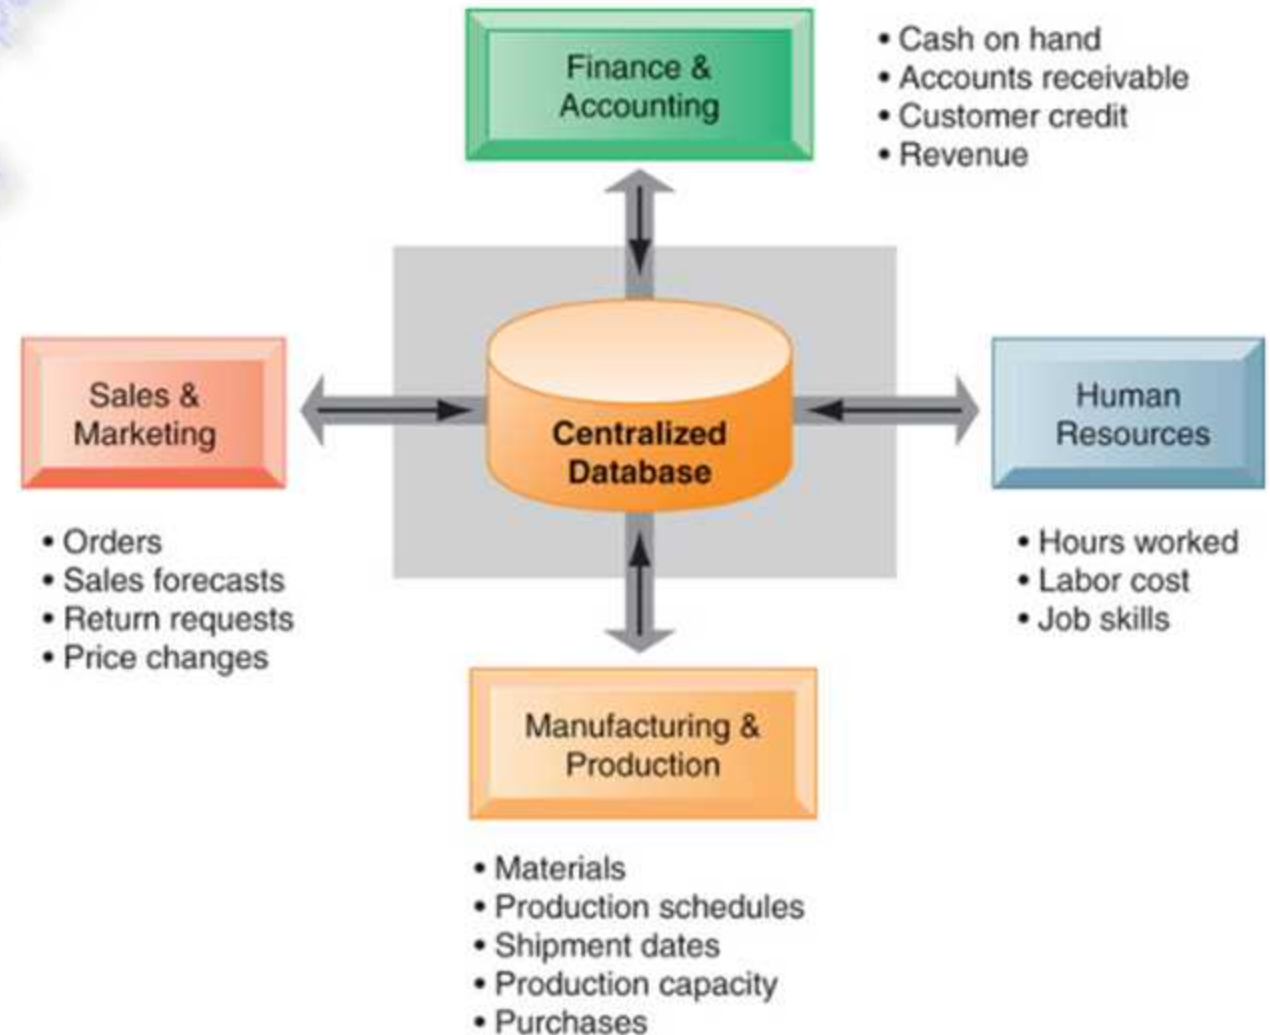 Finance &
Accounting
• Cash on hand
• Accounts receivable
• Customer credit
• Revenue
Sales &
Marketing
• Orders
• Sales forecasts
• Return requests
• Price changes
Centralized
Database
Human
Resources
• Hours worked
• Labor cost
• Job skills
Manufacturing &
Production
• Materials
• Production schedules
• Shipment dates
• Production capacity
• Purchases